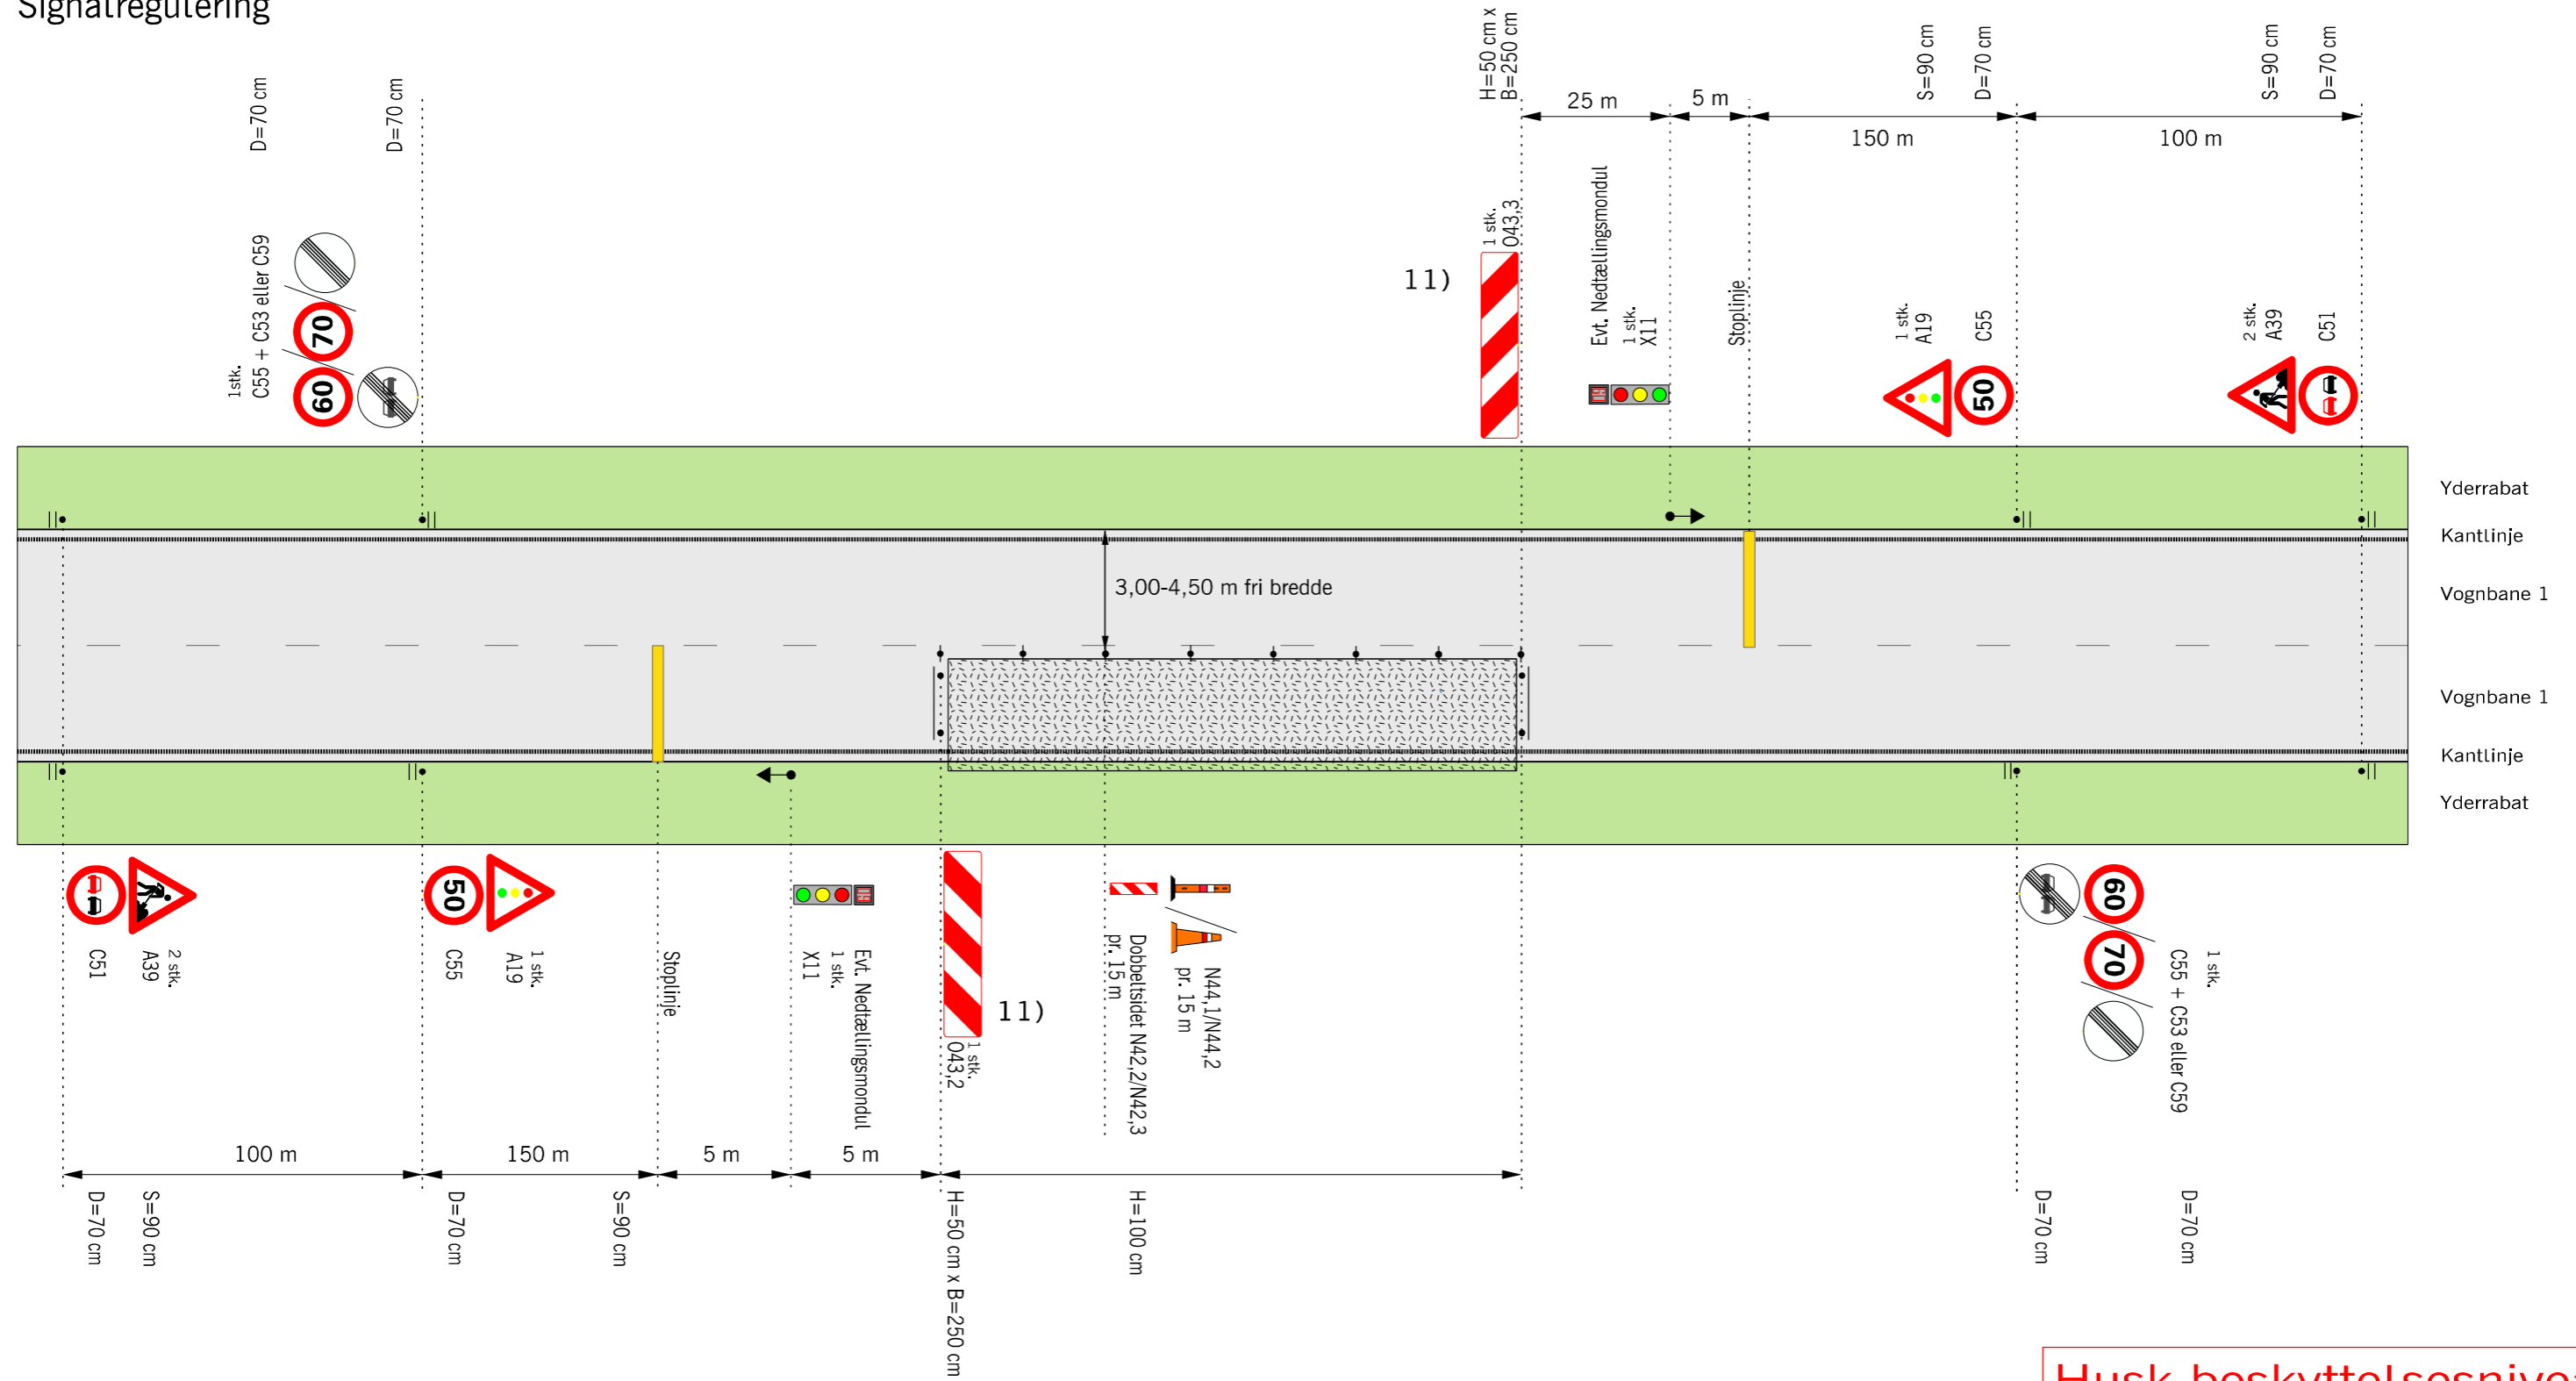 Signalregulering
D=70 cm
D=70 cm
1stk.
C55 + C53 eller C59
70
60
H=50 cm x
B=250 cm
25 m
5 m
150 m
100 m
S=90 cm
D=70 cm
S=90 cm
D=70 cm
11)
1 stk.
O43,3
Evt. Nedtællingsmondul
1 stk.
X11
Stoplinje
1 stk.
A19
C55
50
2 stk.
A39
C51
Yderrabat
Kantlinje
Vognbane 1
3,00-4,50 m fri bredde
Vognbane 1
Kantlinje
Yderrabat
C51
A39
2 stk.
50
C55
A19
1 stk.
Stoplinje
X11
1 stk.
Evt. Nedtællingsmondul
11)
O43,2
1 stk.
Dobbeltsidet N42,2/N42,3
pr. 15 m
N44,1/N44,2
pr. 15 m
60
70
1 stk.
C55 + C53 eller C59
100 m
150 m
5 m
5 m
D=70 cm
S=90 cm
D=70 cm
S=90 cm
H=50 cm x B=250 cm
H=100 cm
D=70 cm
D=70 cm
Husk beskyttelsesnive